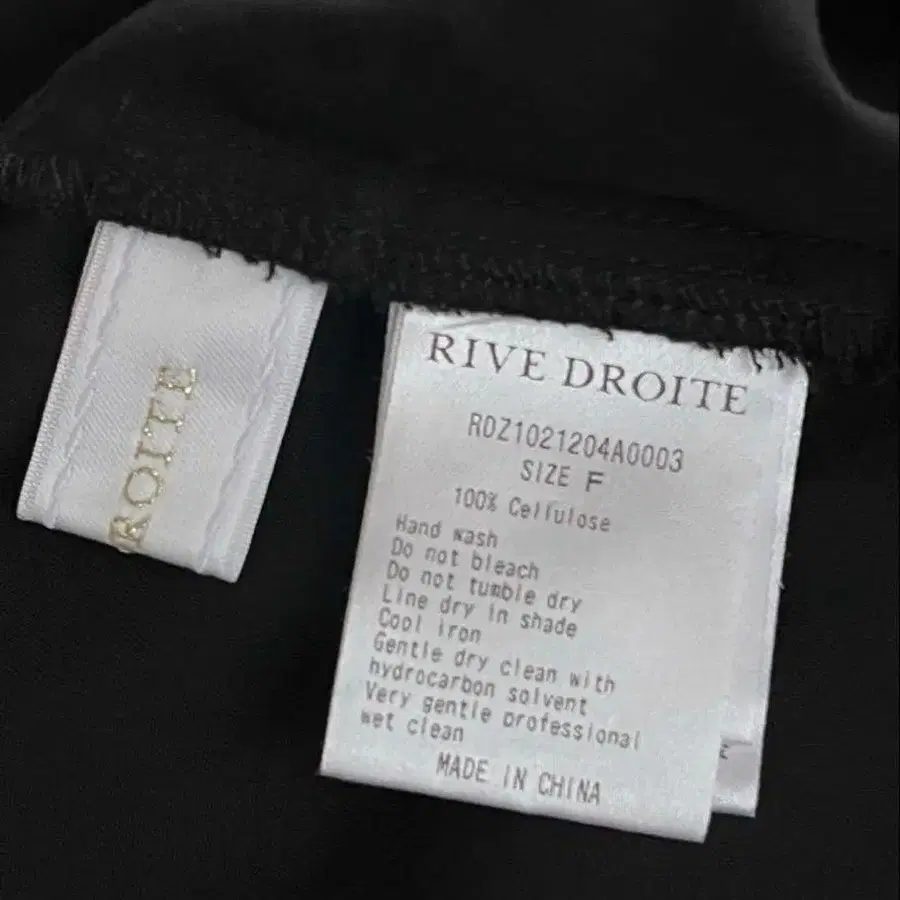 ROITE
RIVE DROITE
RDZ1021204A0003
SIZE F
100% Cellulose
Hand wash
Do not bleach
Do not tumble dry
Line dry in shade
Cool iron
Gentle dry clean with
hydrocarbon solvent
Very gentle professional
wet clean
MADE IN CHINA